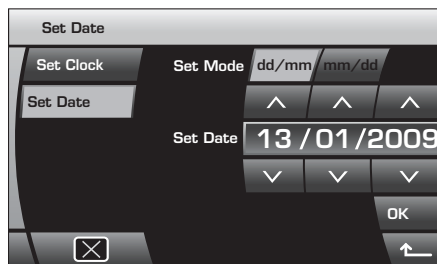 Set Date
Set Clock
Set Mode dd/mm mm/dd
Set Date
Set Date 13/01/2009
OK